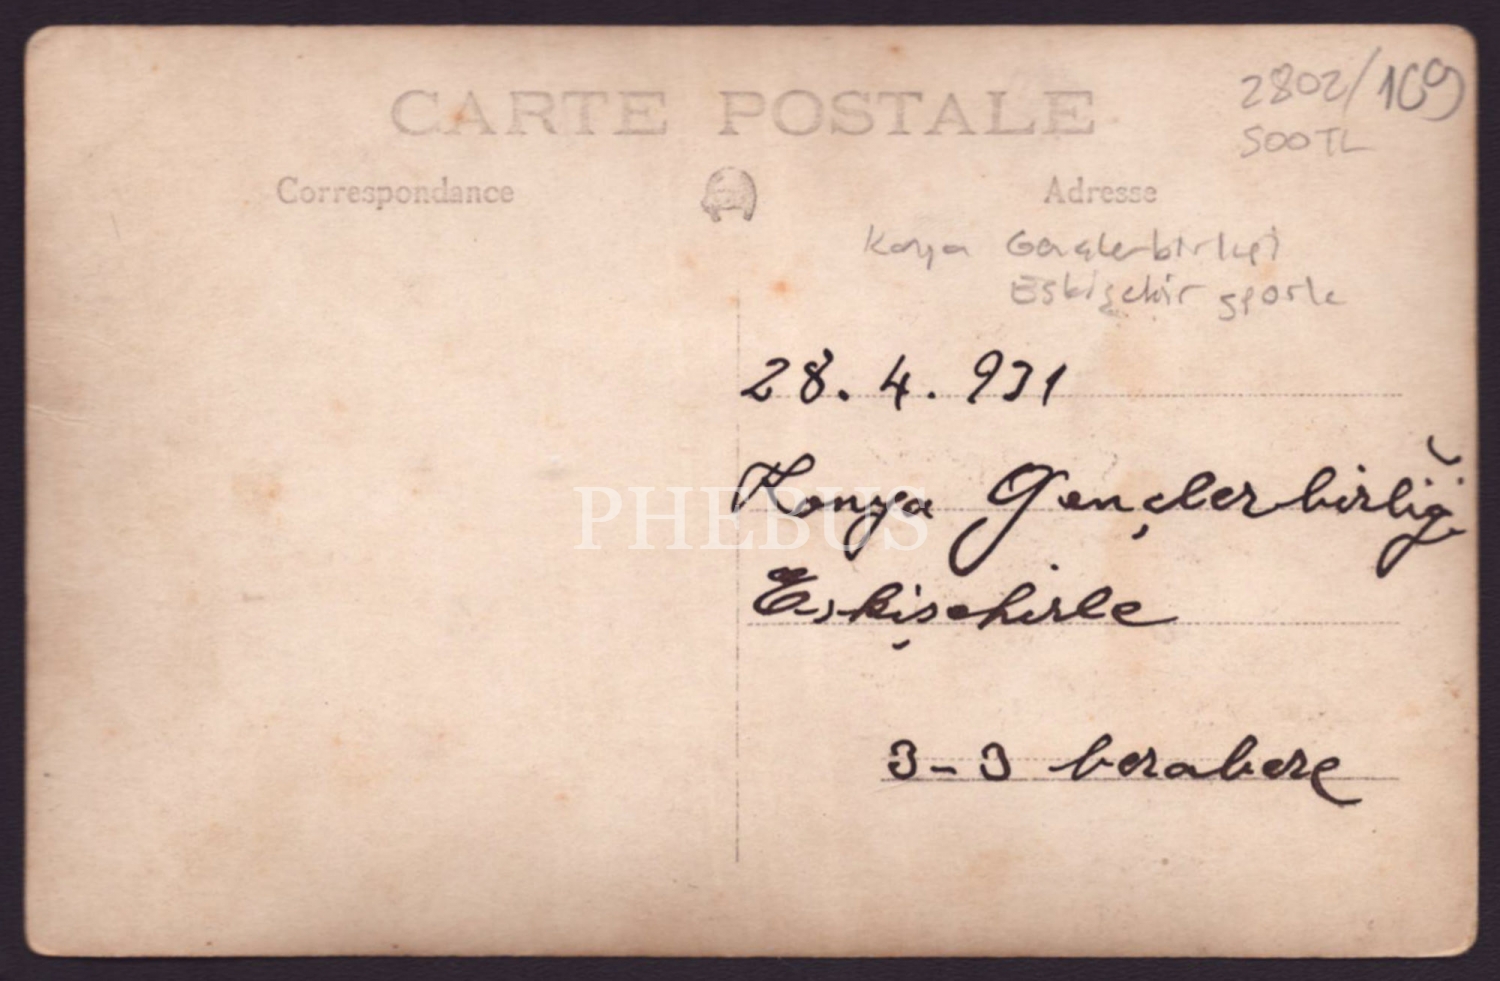 CARTE POSTALE
2802/169
500TL
Correspondance
Adresse
Konya Gençlerbirliği
Eskişehir sporla
28.4.931
Konya Gençlerbirliği
PHEBUS
Eskişehirle
3-3 berabere